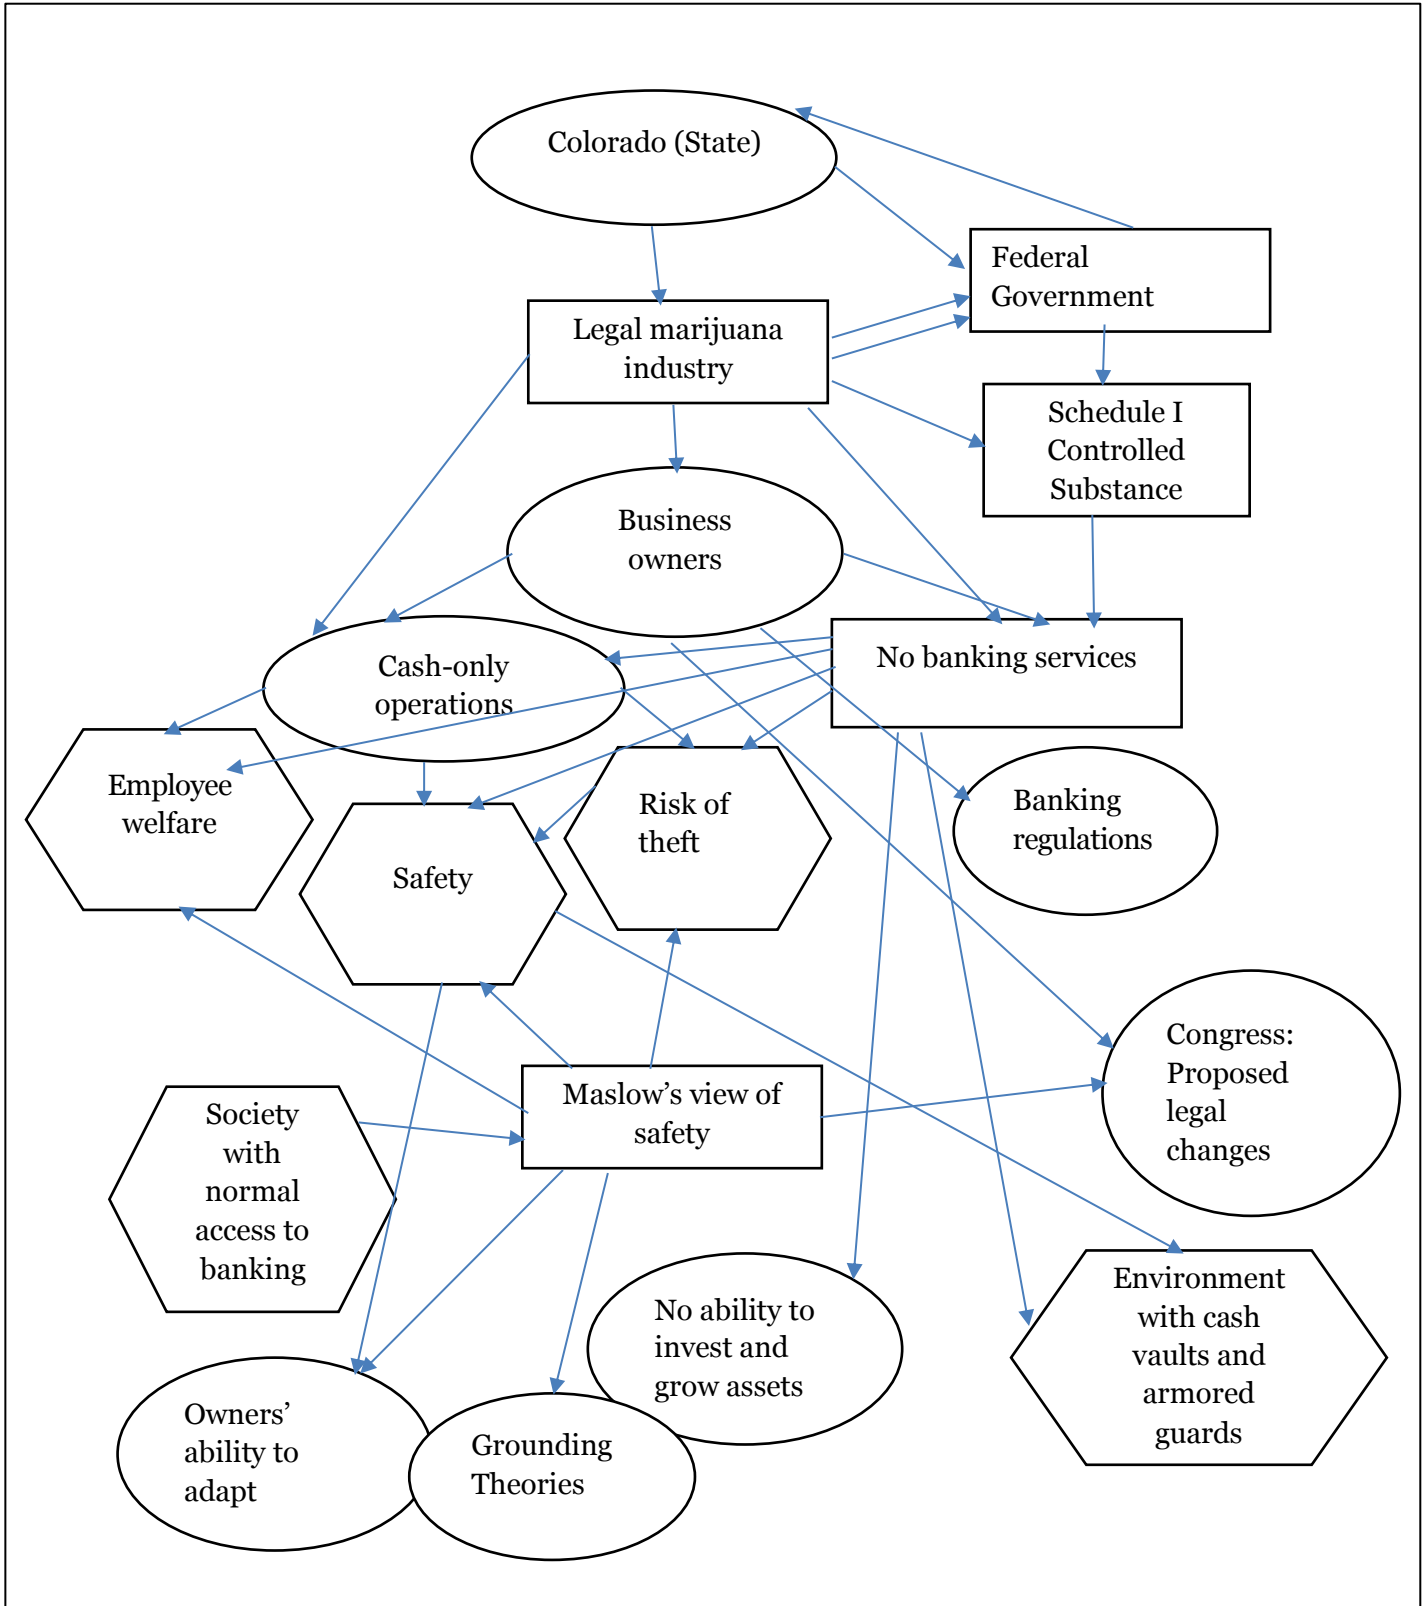 Colorado (State)
Federal
Government
Legal marijuana
industry
Schedule I
Controlled
Substance
Business
owners
No banking services
Cash-only
operations
Employee
welfare
Safety
Risk of
theft
Banking
regulations
Congress:
Proposed
legal
changes
Maslow’s view of
safety
Society
with
normal
access to
banking
No ability to
invest and
grow assets
Environment
with cash
vaults and
armored
guards
Owners’
ability to
adapt
Grounding
Theories